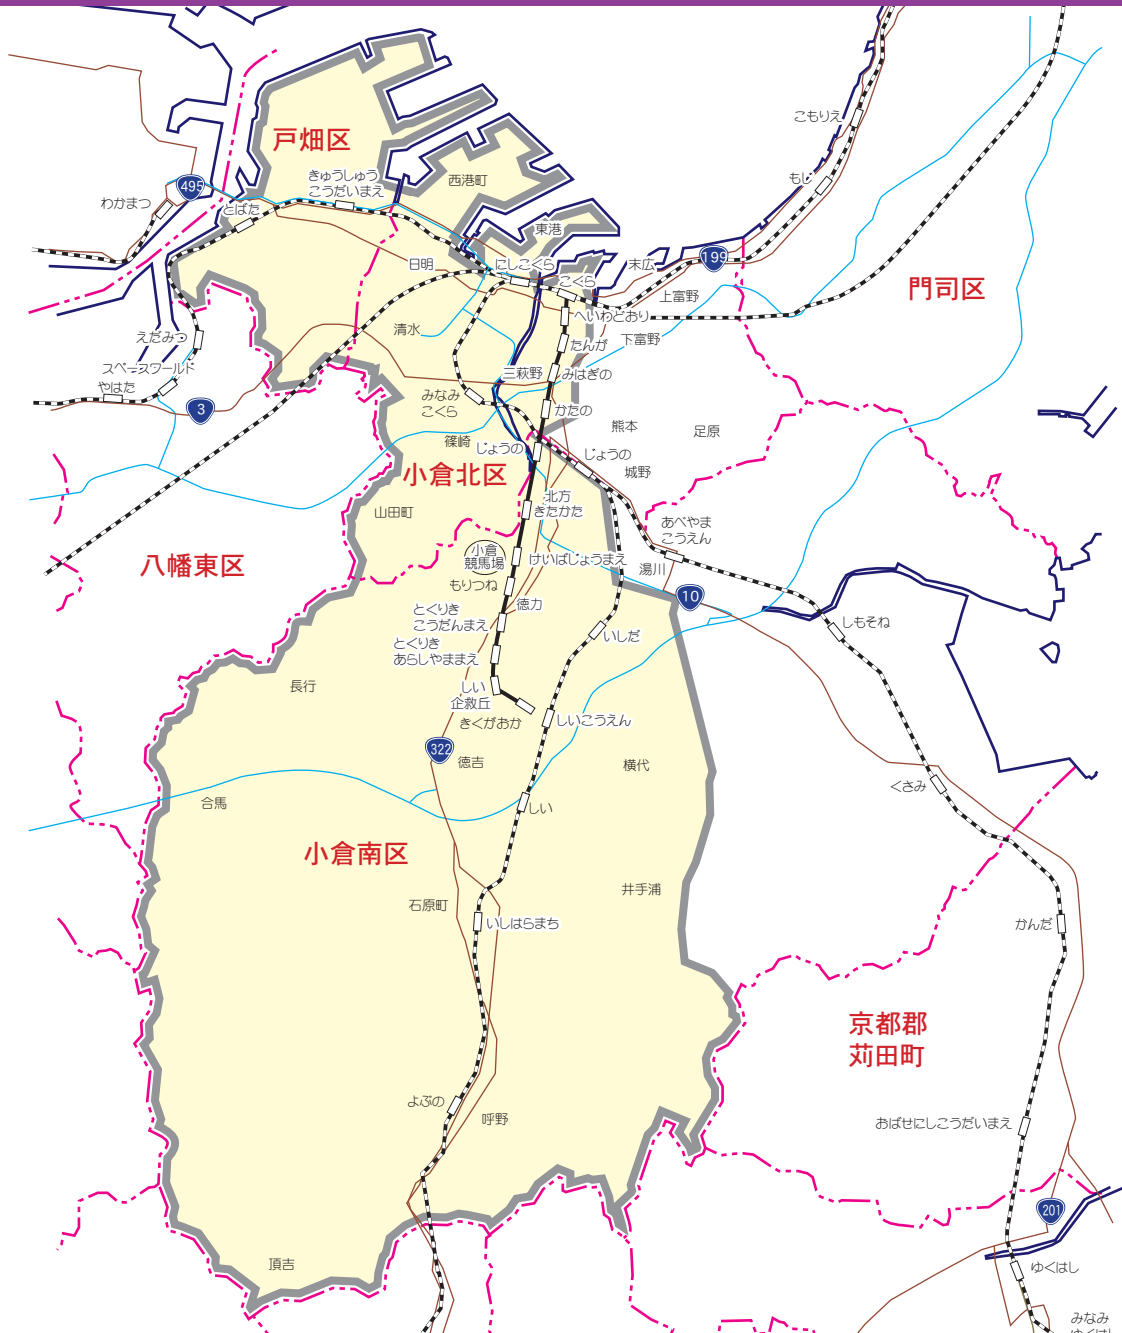 こもりえ
戸畑区
もじ
きゅうしゅう
こうだいまえ
西港町
495
わかまつ
とばた
東港
日明
にしこくら
末広
199
こくら
上富野
門司区
へいわどおり
清水
えだみつ
たんが
下富野
スペースワールド
やはた
三萩野
みはぎの
みなみ
こくら
3
かたの
熊本
足原
篠崎
じょうの
じょうの
城野
小倉北区
北方
きたかた
山田町
あべやま
こうえん
小倉
競馬場
けいばじょうまえ
八幡東区
湯川
もりつね
10
とくりき
こうだんまえ
徳力
しもそね
とくりき
あらしやままえ
いしだ
長行
しい
企救丘
きくがおか
しいこうえん
322
徳吉
横代
くさみ
合馬
しい
小倉南区
井手浦
石原町
いしはらまち
かんだ
京都郡
苅田町
よぶの
呼野
おばせにしこうだいまえ
201
頂吉
ゆくはし
みなみ
ゆくはし